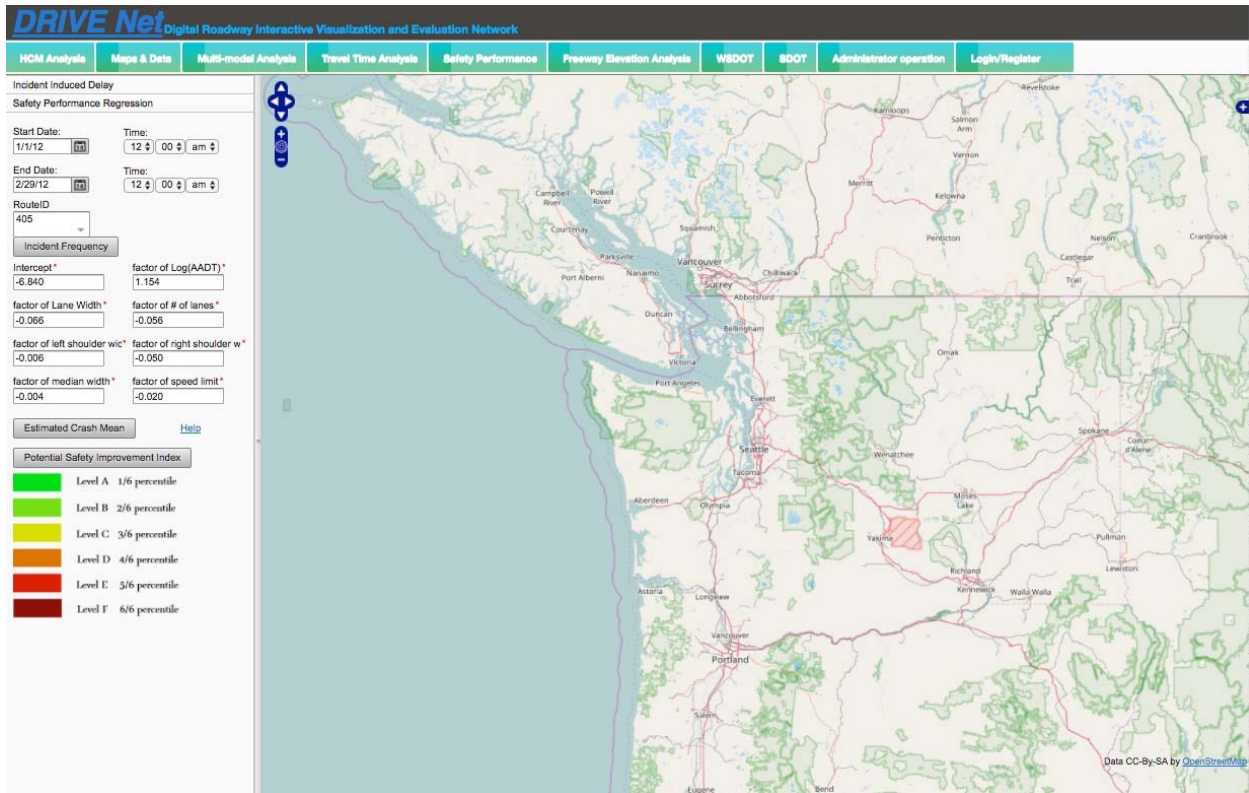 DRIVE Net Digital Roadway Interactive Visualization and Evaluation Network
HCM Analysis Maps & Data Multi-modal Analysis Travel Time Analysis Safety Performance Freeway Elevation Analysis WSDOT SDOT Administrator operation Login/Register
Incident Induced Delay
Safety Performance Regression
Start Date: Time:
1/1/12 12 00 am
End Date: Time:
2/29/12 12 00 am
RouteID
405
Incident Frequency
Intercept* factor of Log(AADT)*
-6.840 1.154
factor of Lane Width* factor of # of lanes*
-0.066 -0.056
factor of left shoulder wic* factor of right shoulder w*
-0.006 -0.050
factor of median width* factor of speed limit*
-0.004 -0.020
Estimated Crash Mean Help
Potential Safety Improvement Index
Level A 1/6 percentile
Level B 2/6 percentile
Level C 3/6 percentile
Level D 4/6 percentile
Level E 5/6 percentile
Level F 6/6 percentile
Revelstoke
Kamloops
Salmon
Arm
Vernon
Merritt
Kelowna
Campbell
River
Powell
River
Courtenay
Squamish
Penticton
Nelson
Cranbrook
Parksville
Vancouver
Castlegar
Port Alberni
Nanaimo
Chilliwack
Trail
Surrey
Abbotsford
Duncan
Bellingham
Omak
Victoria
Port Angeles
Everett
Spokane
Coeur
d'Alene
Seattle
Wenatchee
Tacoma
Moses
Lake
Aberdeen
Olympia
Yakima
Pullman
Richland
Lewiston
Kennewick
Walla Walla
Astoria
Longview
Vancouver
Portland
Salem
Data CC-By-SA by OpenStreetMap
Eugene
Bend